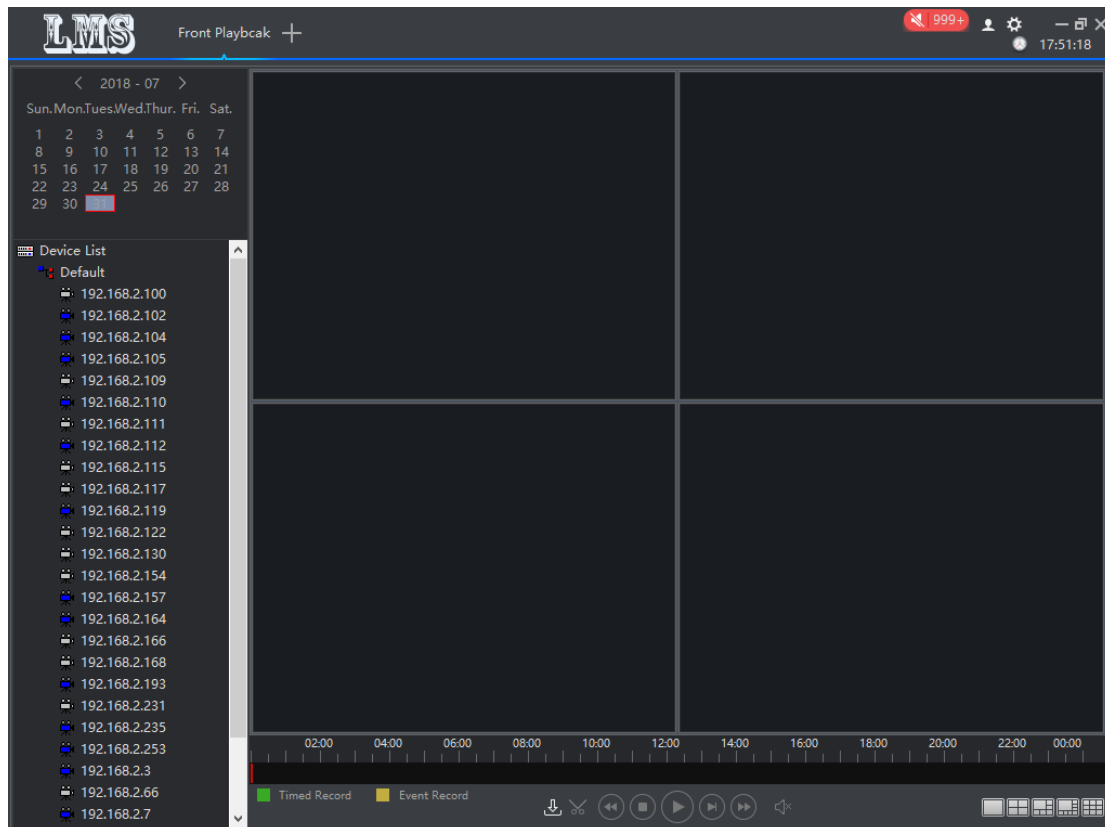 LMS Front Playbcak 999+
17:51:18
2018 - 07
Sun. Mon. Tues. Wed. Thur. Fri. Sat.
1 2 3 4 5 6 7
8 9 10 11 12 13 14
15 16 17 18 19 20 21
22 23 24 25 26 27 28
29 30 31
Device List
Default
192.168.2.100
192.168.2.102
192.168.2.104
192.168.2.105
192.168.2.109
192.168.2.110
192.168.2.111
192.168.2.112
192.168.2.115
192.168.2.117
192.168.2.119
192.168.2.122
192.168.2.130
192.168.2.154
192.168.2.157
192.168.2.164
192.168.2.166
192.168.2.168
192.168.2.193
192.168.2.231
192.168.2.235
192.168.2.253
192.168.2.3
192.168.2.66
192.168.2.7
02:00 04:00 06:00 08:00 10:00 12:00 14:00 16:00 18:00 20:00 22:00 00:00
Timed Record Event Record